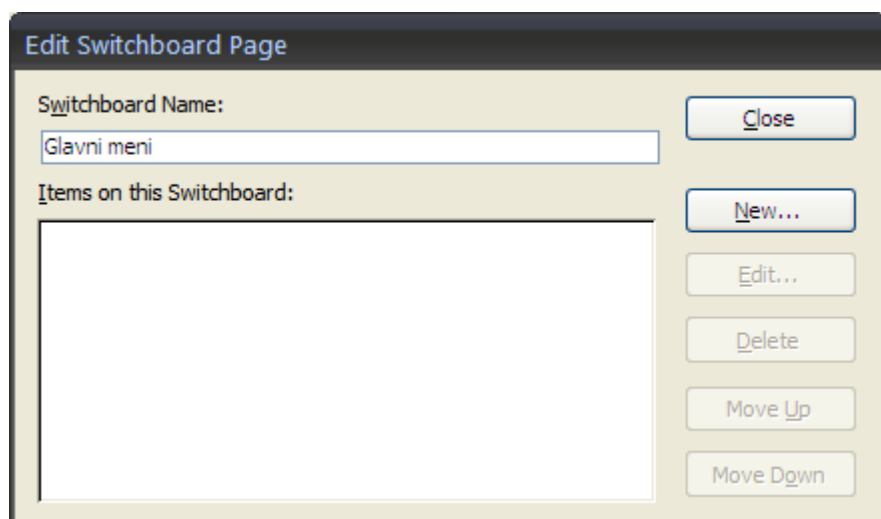 Edit Switchboard Page
Switchboard Name:
Close
Glavni meni
Items on this Switchboard:
New...
Edit...
Delete
Move Up
Move Down